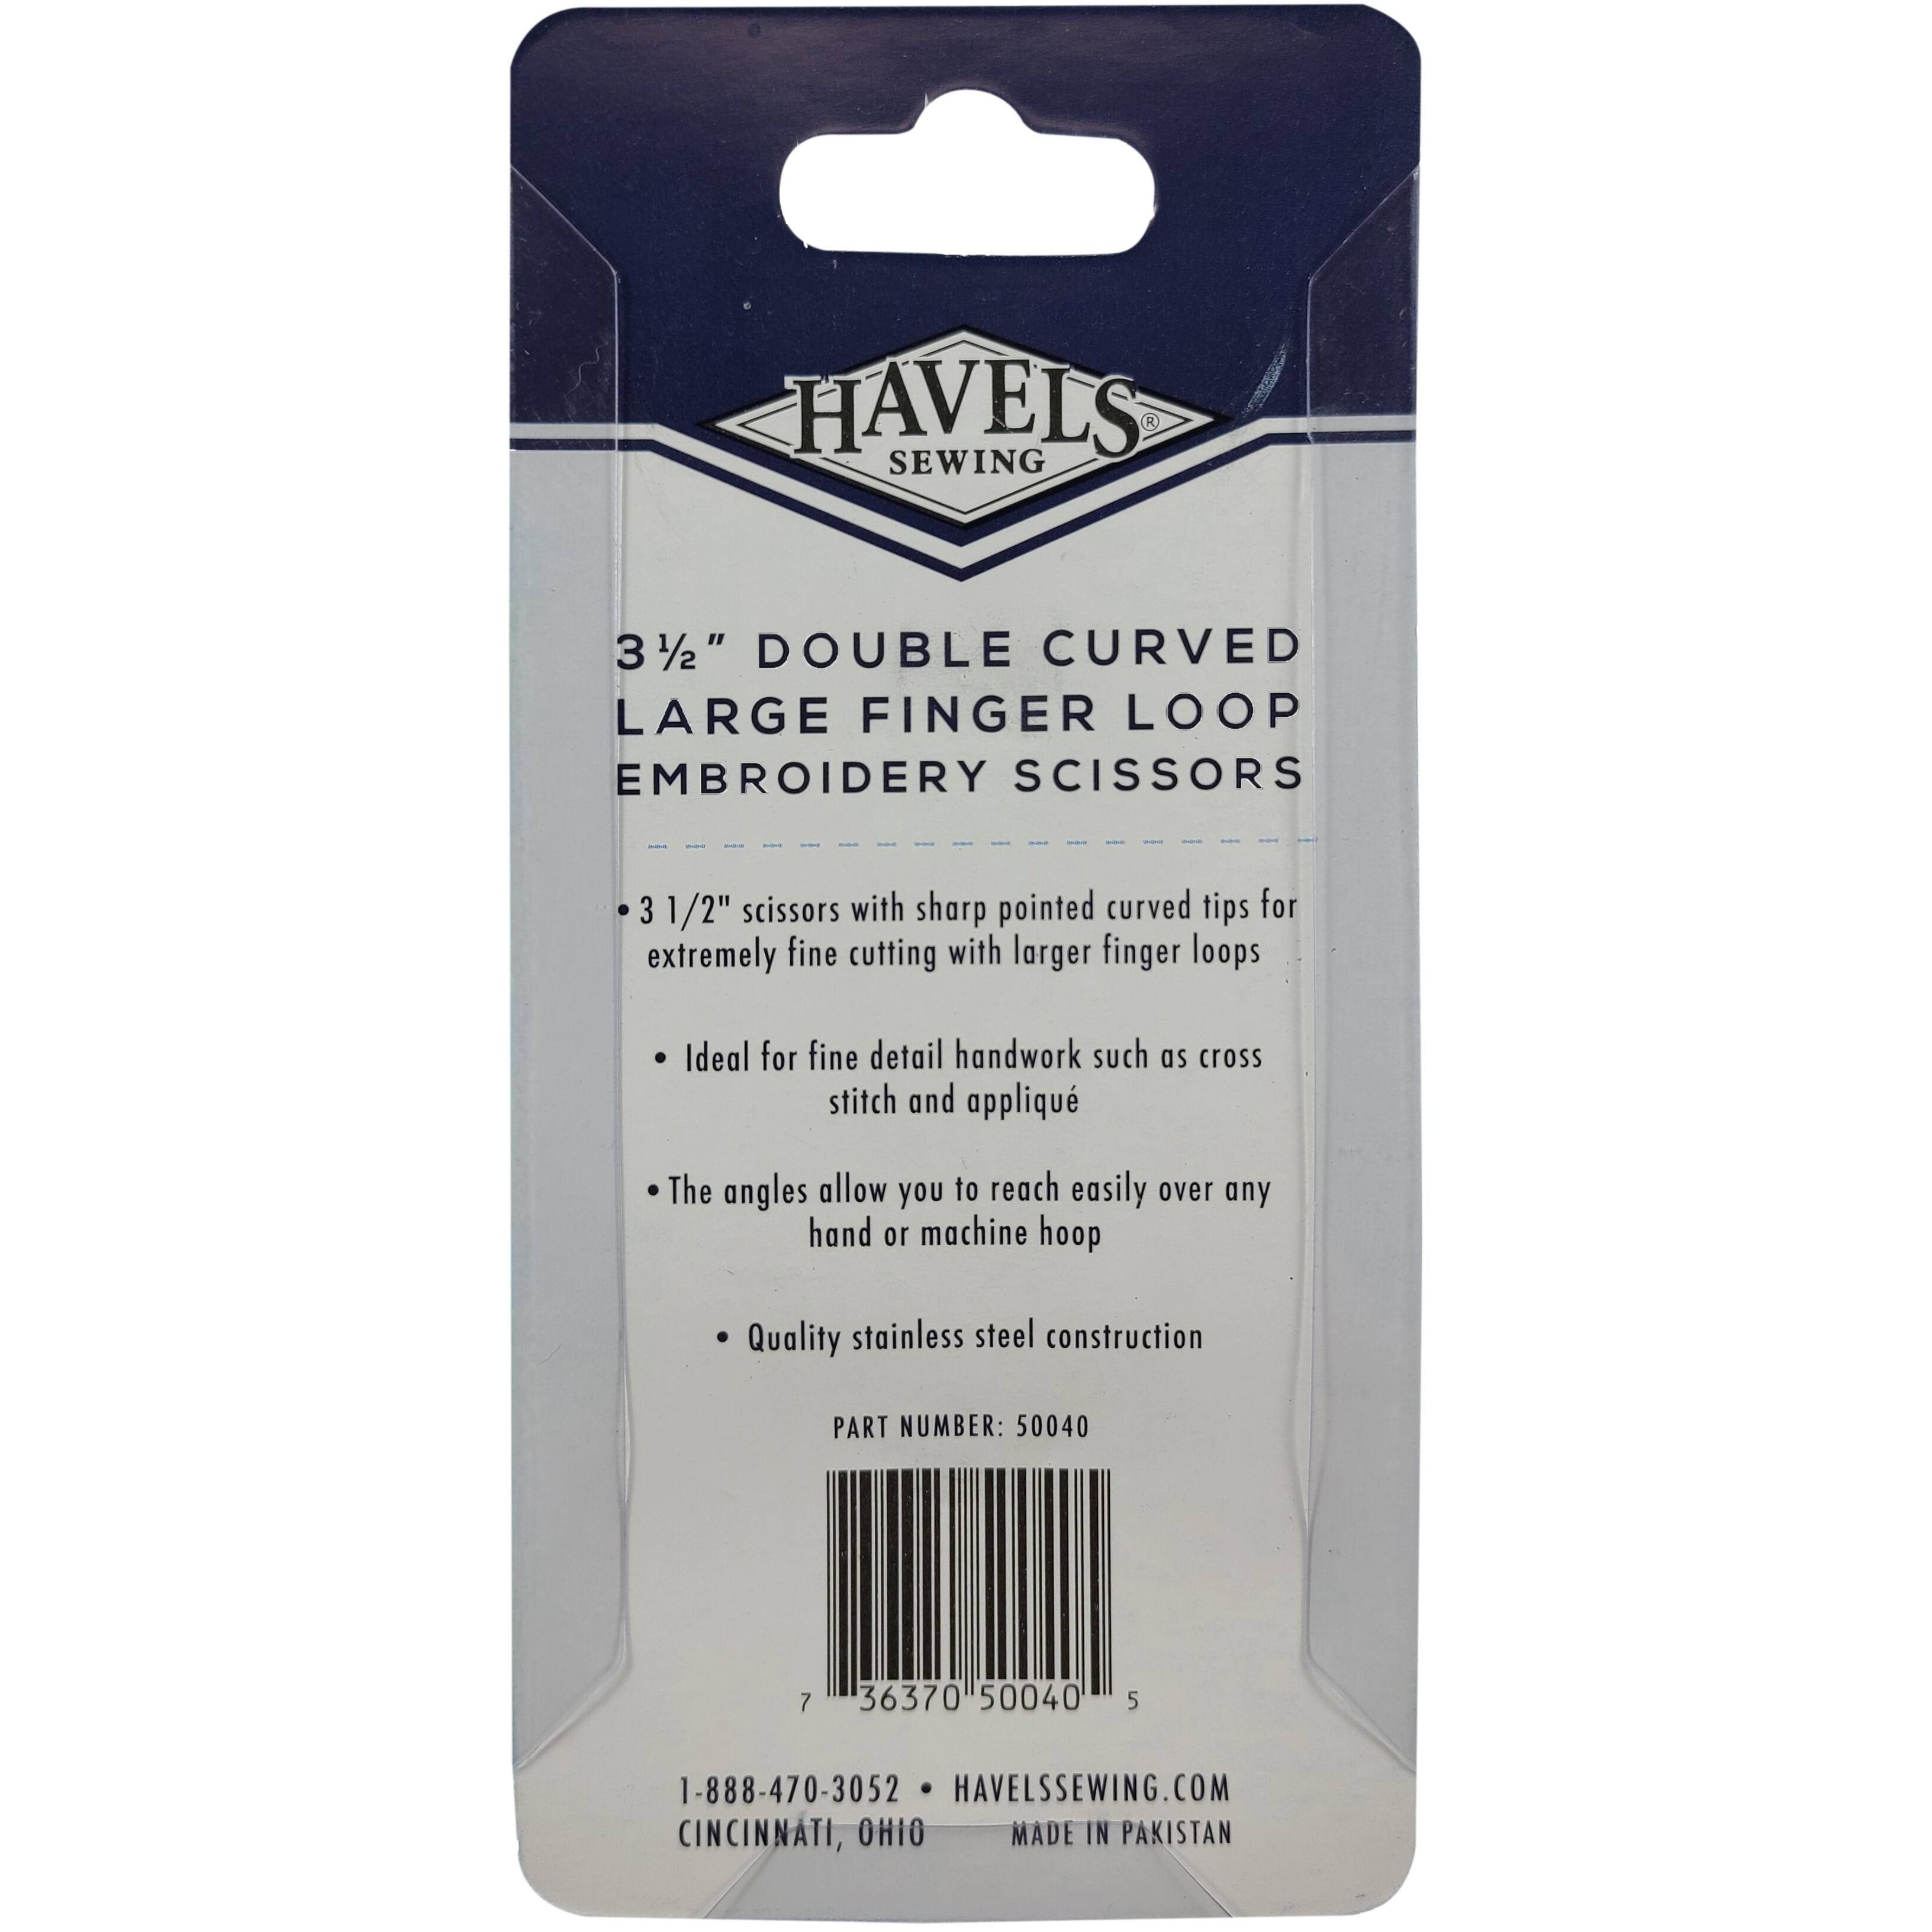 HAVELS®
SEWING
3 ½" DOUBLE CURVED
LARGE FINGER LOOP
EMBROIDERY SCISSORS
• 3 1/2" scissors with sharp pointed curved tips for
extremely fine cutting with larger finger loops
• Ideal for fine detail handwork such as cross
stitch and appliqué
• The angles allow you to reach easily over any
hand or machine hoop
• Quality stainless steel construction
PART NUMBER: 50040
7 36370 50040 5
1-888-470-3052 • HAVELSSEWING.COM
CINCINNATI, OHIO MADE IN PAKISTAN